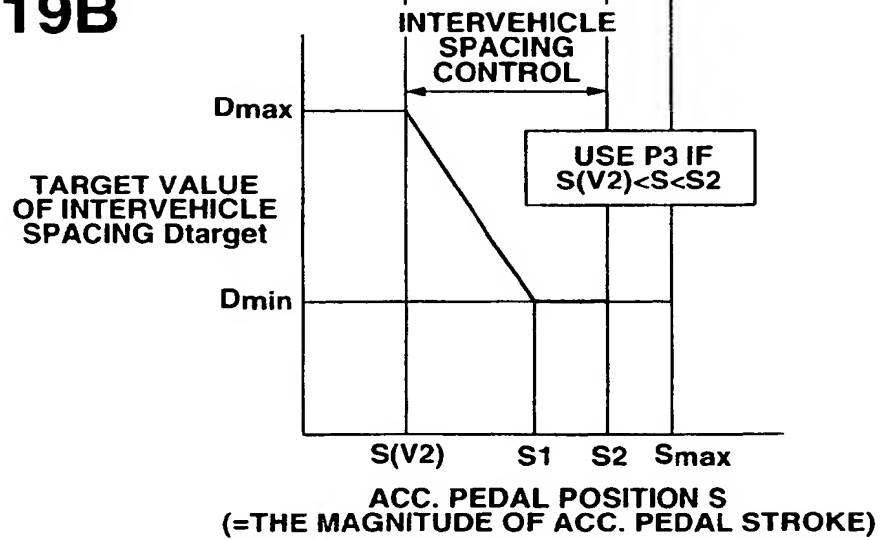 19B
INTERVEHICLE
SPACING
CONTROL
Dmax
USE P3 IF
S(V2)<S<S2
TARGET VALUE
OF INTERVEHICLE
SPACING Dtarget
Dmin
S(V2) S1 S2 Smax
ACC. PEDAL POSITION S
(=THE MAGNITUDE OF ACC. PEDAL STROKE)